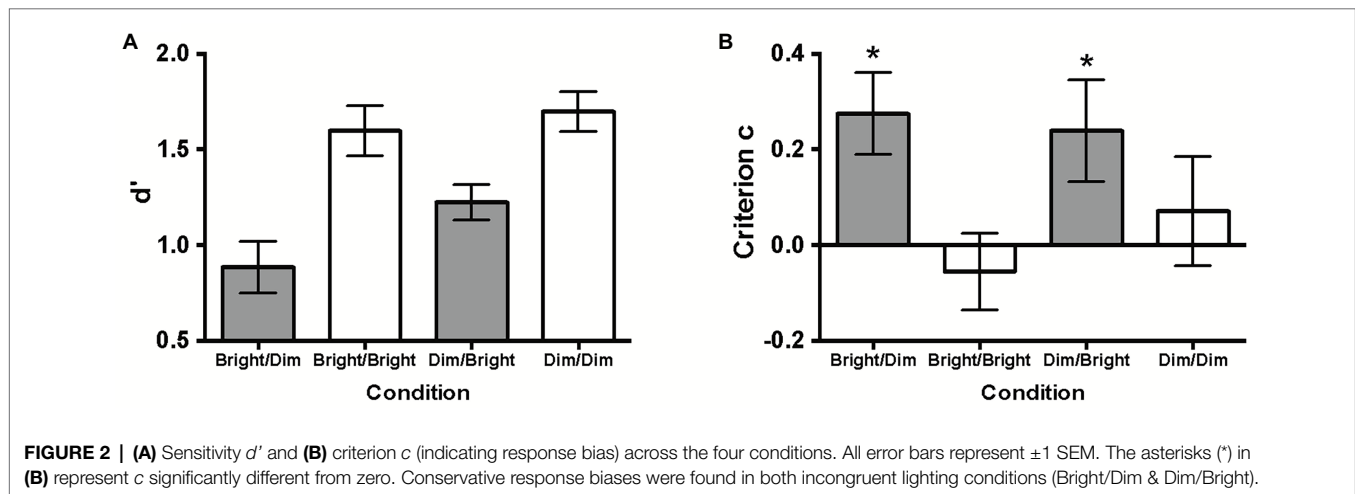 A
2.0
1.5
1.0
0.5
d'
Bright/Dim Bright/Bright Dim/Bright Dim/Dim
Condition
B
0.4
0.2
0.0
-0.2
Criterion c
* *
Bright/Dim Bright/Bright Dim/Bright Dim/Dim
Condition
FIGURE 2 | (A) Sensitivity d' and (B) criterion c (indicating response bias) across the four conditions. All error bars represent ±1 SEM. The asterisks (*) in
(B) represent c significantly different from zero. Conservative response biases were found in both incongruent lighting conditions (Bright/Dim & Dim/Bright).